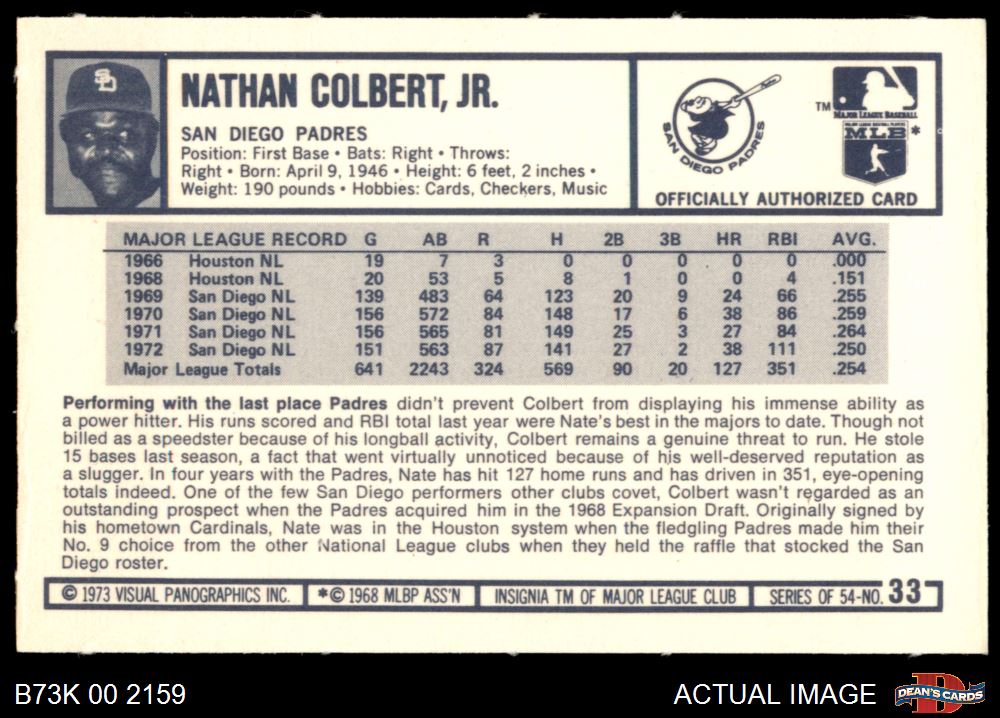 NATHAN COLBERT, JR.
SAN DIEGO PADRES
Position: First Base • Bats: Right • Throws:
Right • Born: April 9, 1946 • Height: 6 feet, 2 inches •
Weight: 190 pounds • Hobbies: Cards, Checkers, Music
SD
SAN DIEGO PADRES
TM
MAJOR LEAGUE BASEBALL
MAJOR LEAGUE BASEBALL PLAYERS
MLB*
OFFICIALLY AUTHORIZED CARD
MAJOR LEAGUE RECORD G AB R H 2B 3B HR RBI AVG.
1966 Houston NL 19 7 3 0 0 0 0 0 .000
1968 Houston NL 20 53 5 8 1 0 0 4 .151
1969 San Diego NL 139 483 64 123 20 9 24 66 .255
1970 San Diego NL 156 572 84 148 17 6 38 86 .259
1971 San Diego NL 156 565 81 149 25 3 27 84 .264
1972 San Diego NL 151 563 87 141 27 2 38 111 .250
Major League Totals 641 2243 324 569 90 20 127 351 .254
Performing with the last place Padres didn't prevent Colbert from displaying his immense ability as
a power hitter. His runs scored and RBI total last year were Nate's best in the majors to date. Though not
billed as a speedster because of his longball activity, Colbert remains a genuine threat to run. He stole
15 bases last season, a fact that went virtually unnoticed because of his well-deserved reputation as
a slugger. In four years with the Padres, Nate has hit 127 home runs and has driven in 351, eye-opening
totals indeed. One of the few San Diego performers other clubs covet, Colbert wasn't regarded as an
outstanding prospect when the Padres acquired him in the 1968 Expansion Draft. Originally signed by
his hometown Cardinals, Nate was in the Houston system when the fledgling Padres made him their
No. 9 choice from the other National League clubs when they held the raffle that stocked the San
Diego roster.
© 1973 VISUAL PANOGRAPHICS INC. *© 1968 MLBP ASS'N INSIGNIA TM OF MAJOR LEAGUE CLUB SERIES OF 54-NO. 33
B73K 00 2159 ACTUAL IMAGE D DEAN'S CARDS